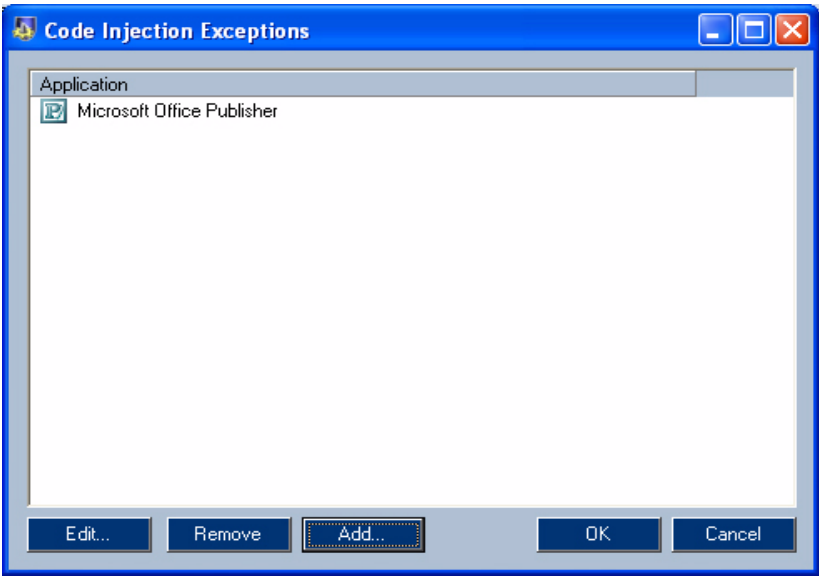 Code Injection Exceptions
Application
Microsoft Office Publisher
Edit... Remove Add... OK Cancel